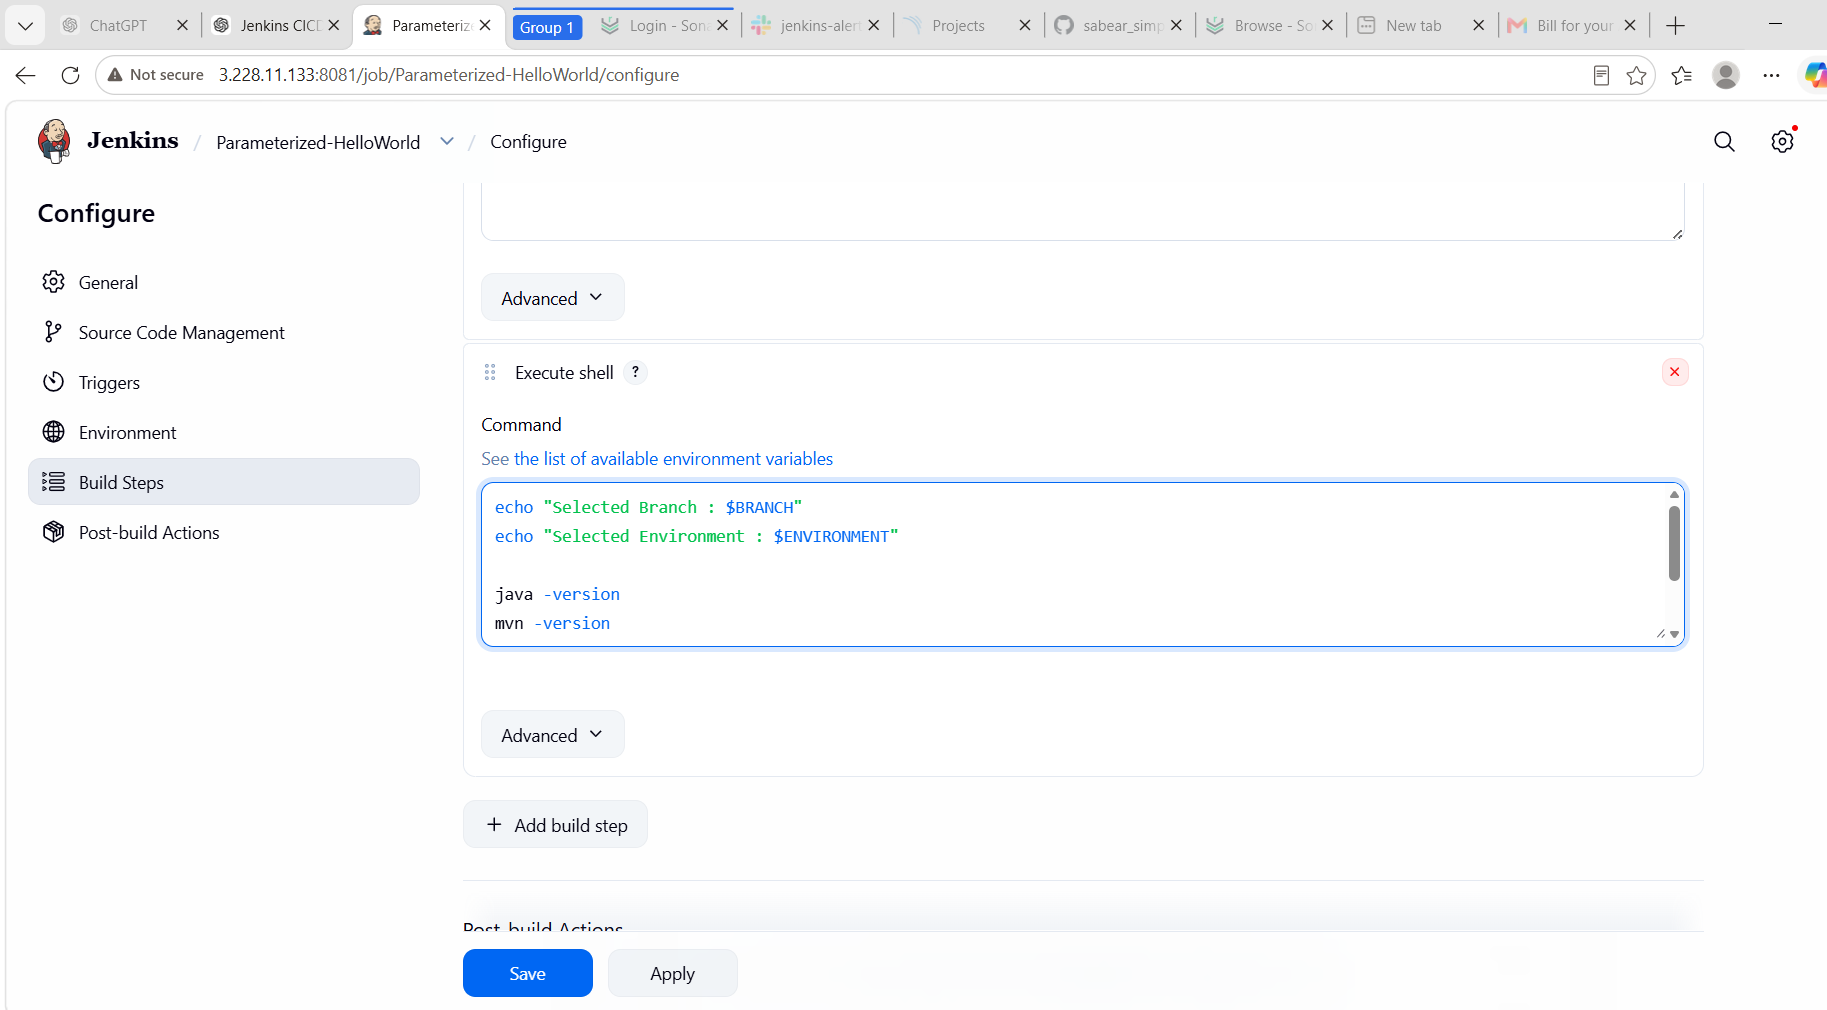 ChatGPT
Jenkins CICD
Parameteriz
Group 1
Login - Sona
jenkins-alert
Projects
sabear_simp
Browse - So
New tab
Bill for your
Not secure
3.228.11.133:8081/job/Parameterized-HelloWorld/configure
Jenkins / Parameterized-HelloWorld / Configure
Configure
General
Source Code Management
Triggers
Environment
Build Steps
Post-build Actions
Advanced
Execute shell ?
Command
See the list of available environment variables
echo "Selected Branch : $BRANCH"
echo "Selected Environment : $ENVIRONMENT"
java -version
mvn -version
Advanced
+ Add build step
Post-build Actions
Save
Apply